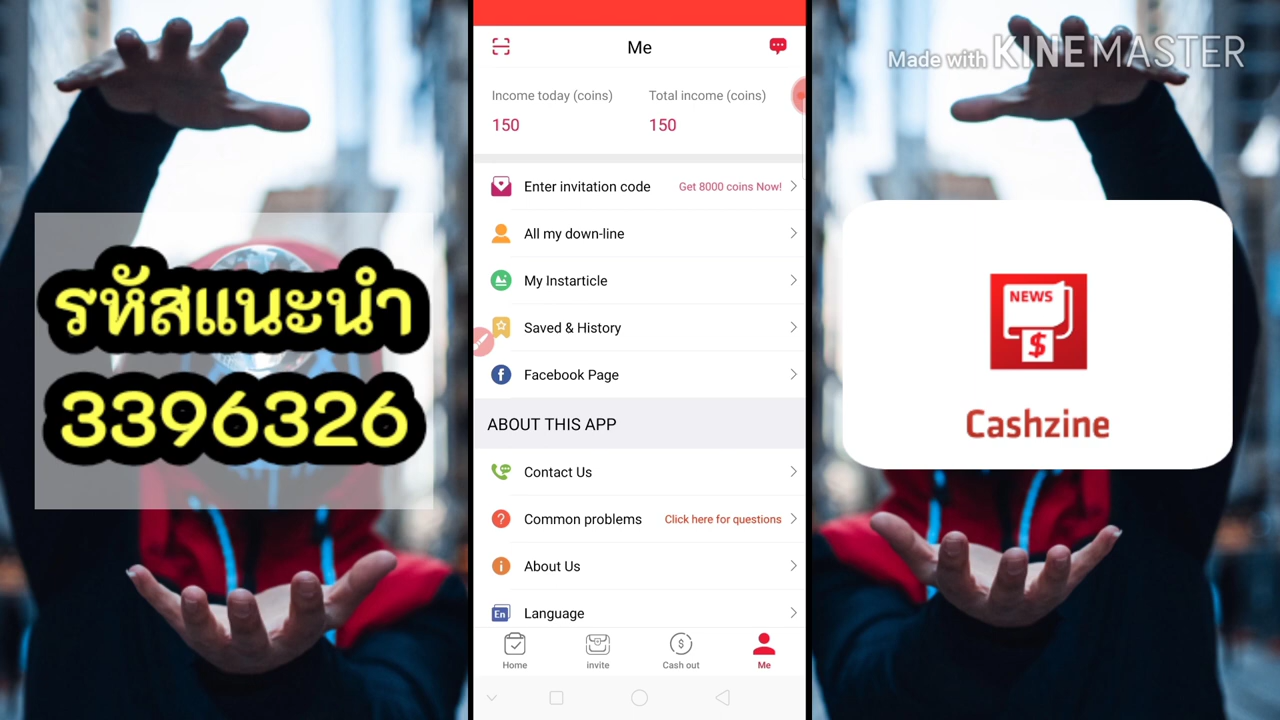 รหัสแนะนำ
3396326
Me
Income today (coins)
Total income (coins)
150
150
Enter invitation code
Get 8000 coins Now!
All my down-line
My Instarticle
Saved & History
Facebook Page
ABOUT THIS APP
Contact Us
Common problems
Click here for questions
About Us
En
Language
Home
invite
Cash out
Me
Made with KINEMASTER
NEWS
$
Cashzine